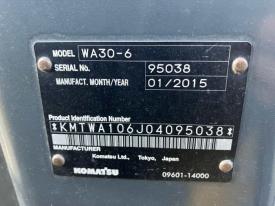 MODEL WA30-6
SERIAL No. 95038
MANUFACT. MONTH/YEAR 01/2015
Product Identification Number
*KMTWA106J04095038*
Komatsu Ltd., Tokyo, Japan
KOMATSU 09601-14000